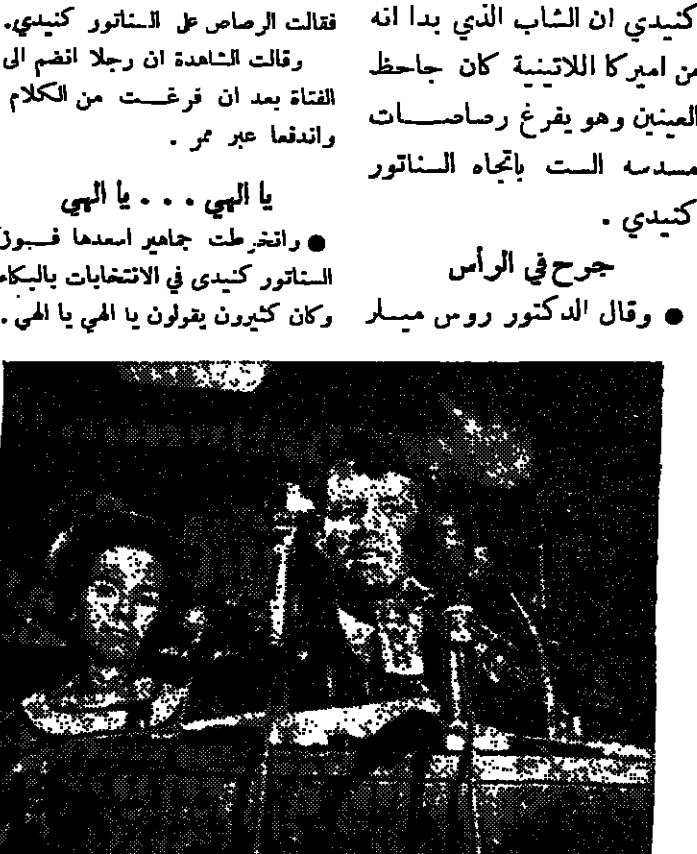 كنيدي ان الشاب الذي بدا انه
من اميركا اللاتينية كان جاحظ
العينين وهو يفرغ رصاصات
مسدسه الست باتجاه السناتور
كنيدي .
جرح في الرأس
● وقال الدكتور روس ميلر
فقالت الرصاص على السناتور كنيدي.
وقالت الشاهدة ان رجلا انضم الى
الفتاة بعد ان فرغت من الكلام
واندفعا عبر ممر .
يا الهي . . . يا الهي
● وانخرطت جماهير اسعدها فوز
السناتور كنيدى في الانتخابات بالبكاء
وكان كثيرون يقولون يا الهي يا الهي .